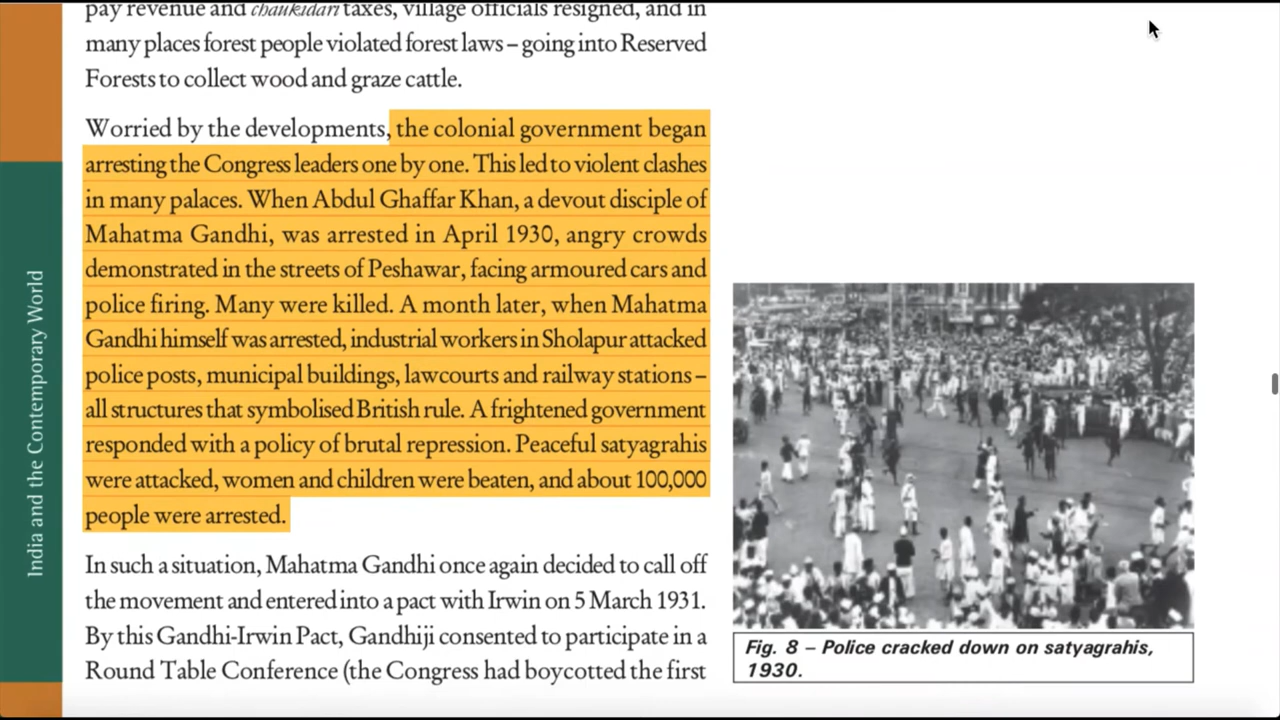 pay revenue and chaukidari taxes, village officials resigned, and in
many places forest people violated forest laws – going into Reserved
Forests to collect wood and graze cattle.
Worried by the developments, the colonial government began
arresting the Congress leaders one by one. This led to violent clashes
in many palaces. When Abdul Ghaffar Khan, a devout disciple of
Mahatma Gandhi, was arrested in April 1930, angry crowds
demonstrated in the streets of Peshawar, facing armoured cars and
police firing. Many were killed. A month later, when Mahatma
Gandhi himself was arrested, industrial workers in Sholapur attacked
police posts, municipal buildings, lawcourts and railway stations –
all structures that symbolised British rule. A frightened government
responded with a policy of brutal repression. Peaceful satyagrahis
were attacked, women and children were beaten, and about 100,000
people were arrested.
In such a situation, Mahatma Gandhi once again decided to call off
the movement and entered into a pact with Irwin on 5 March 1931.
By this Gandhi-Irwin Pact, Gandhiji consented to participate in a
Round Table Conference (the Congress had boycotted the first
Fig. 8 – Police cracked down on satyagrahis,
1930.
India and the Contemporary World